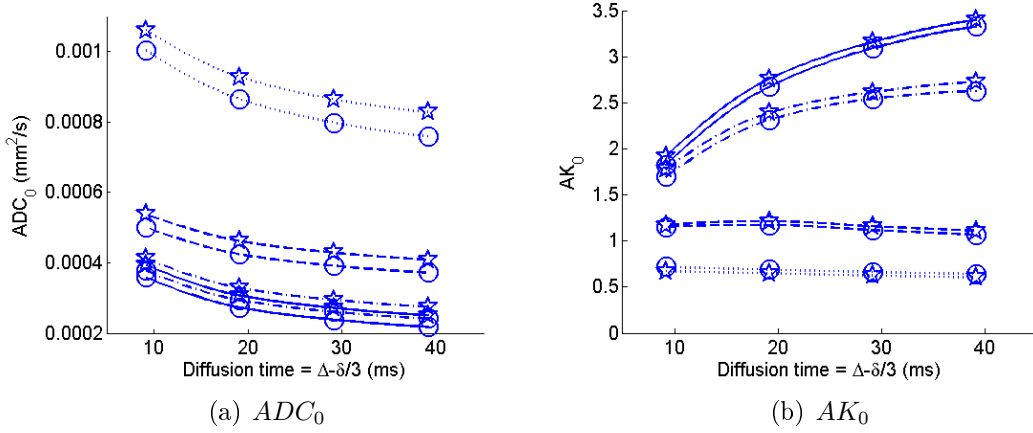 0.001
0.0008
0.0006
0.0004
0.0002
ADC₀ (mm²/s)
10 20 30 40
Diffusion time = Δ-δ/3 (ms)
(a) ADC₀
3.5
3
2.5
2
1.5
1
0.5
0
AK₀
10 20 30 40
Diffusion time = Δ-δ/3 (ms)
(b) AK₀